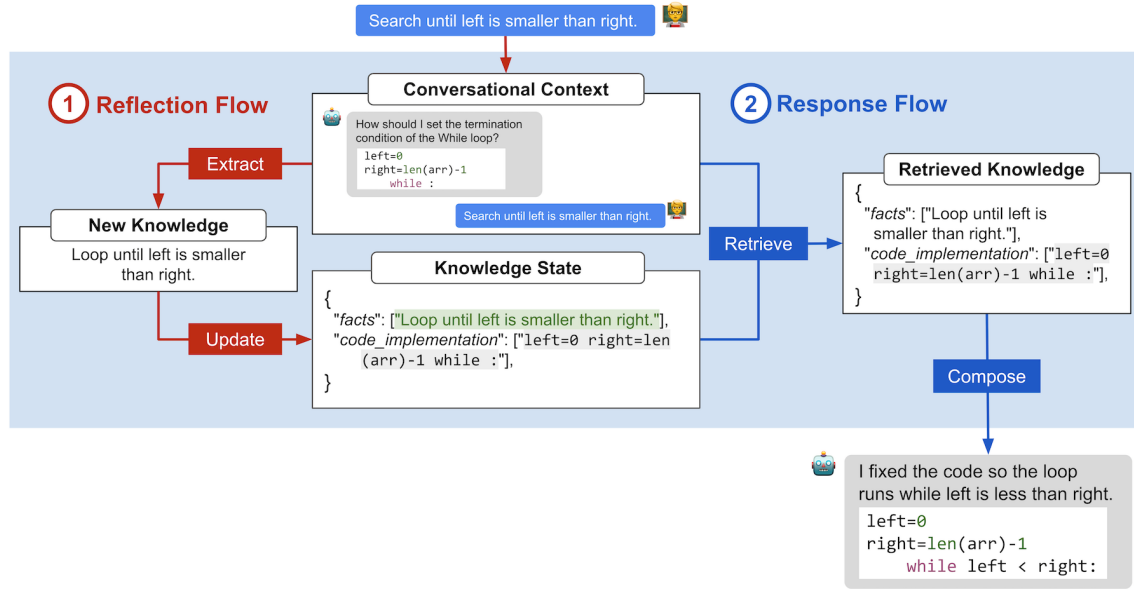 Search until left is smaller than right.
1 Reflection Flow
Conversational Context
2 Response Flow
How should I set the termination
condition of the While loop?
left=0
right=len(arr)-1
while :
Search until left is smaller than right.
Extract
New Knowledge
Loop until left is smaller
than right.
Update
Knowledge State
{
"facts": ["Loop until left is smaller than right."],
"code_implementation": ["left=0 right=len
(arr)-1 while :"],
}
Retrieve
Retrieved Knowledge
{
"facts": ["Loop until left is
smaller than right."],
"code_implementation": ["left=0
right=len(arr)-1 while :"],
}
Compose
I fixed the code so the loop
runs while left is less than right.
left=0
right=len(arr)-1
while left < right: